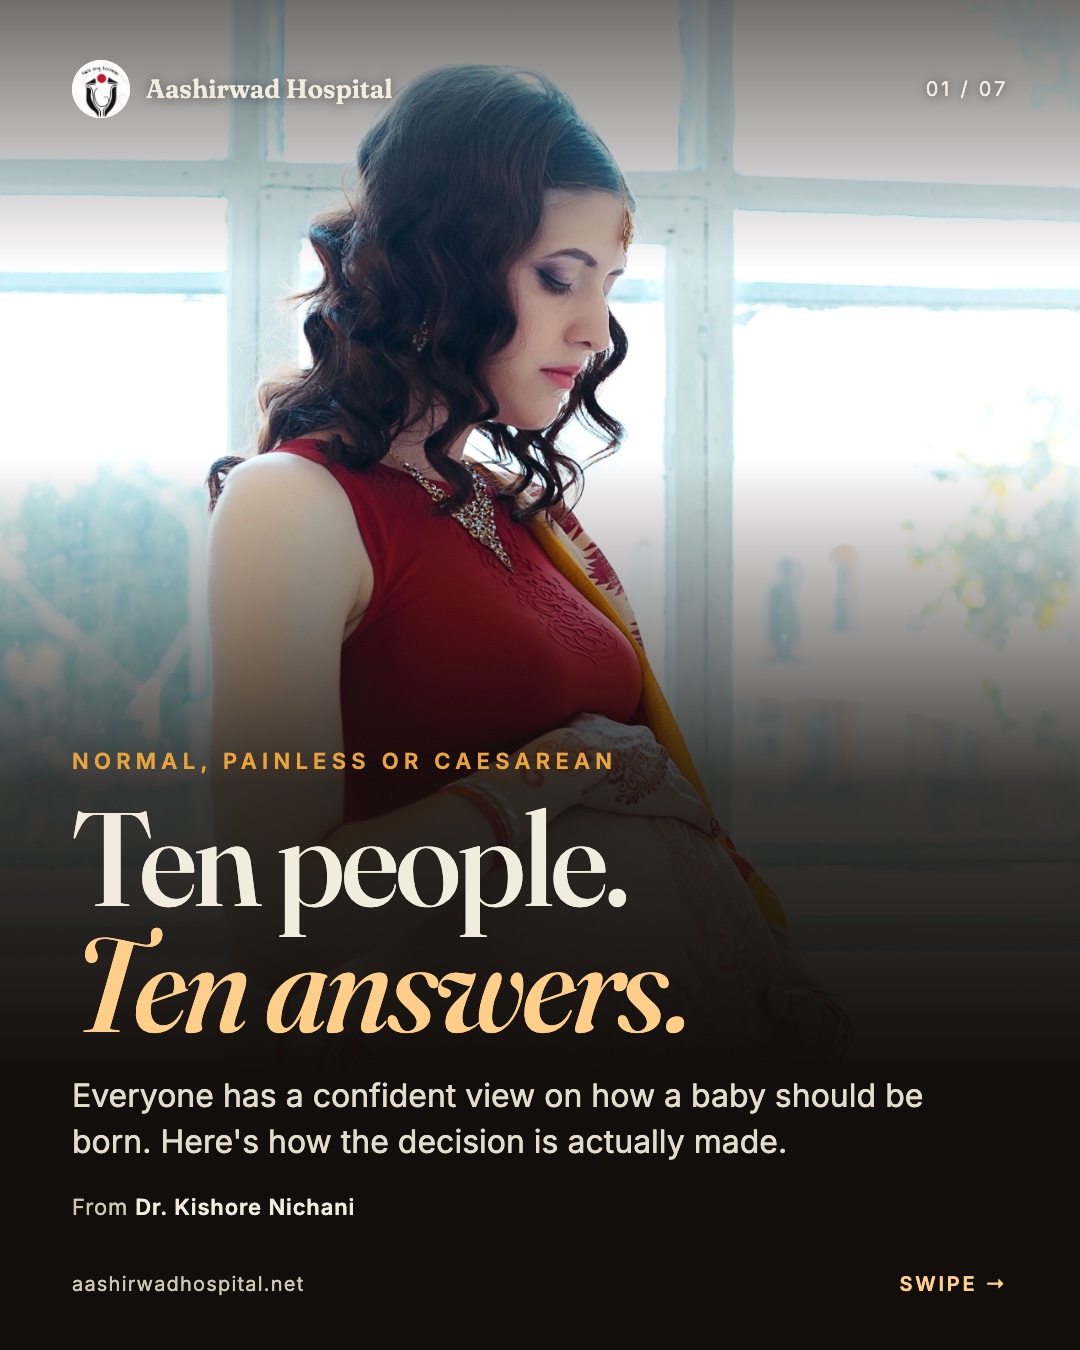 Aashirwad Hospital
01 / 07
NORMAL, PAINLESS OR CAESAREAN
Ten people.
Ten answers.
Everyone has a confident view on how a baby should be
born. Here's how the decision is actually made.
From Dr. Kishore Nichani
aashirwadhospital.net
SWIPE →